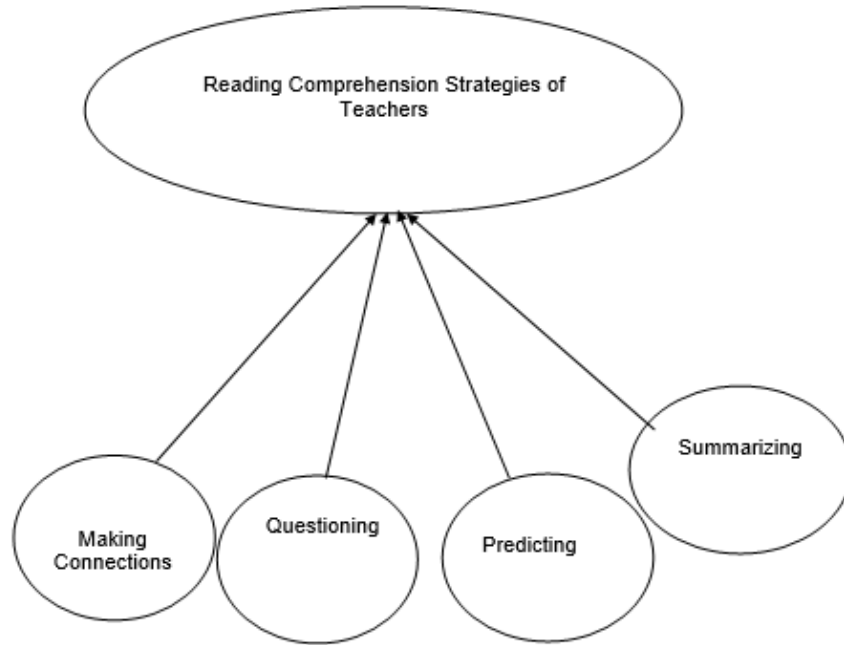 Reading Comprehension Strategies of
Teachers
Making
Connections
Questioning
Predicting
Summarizing